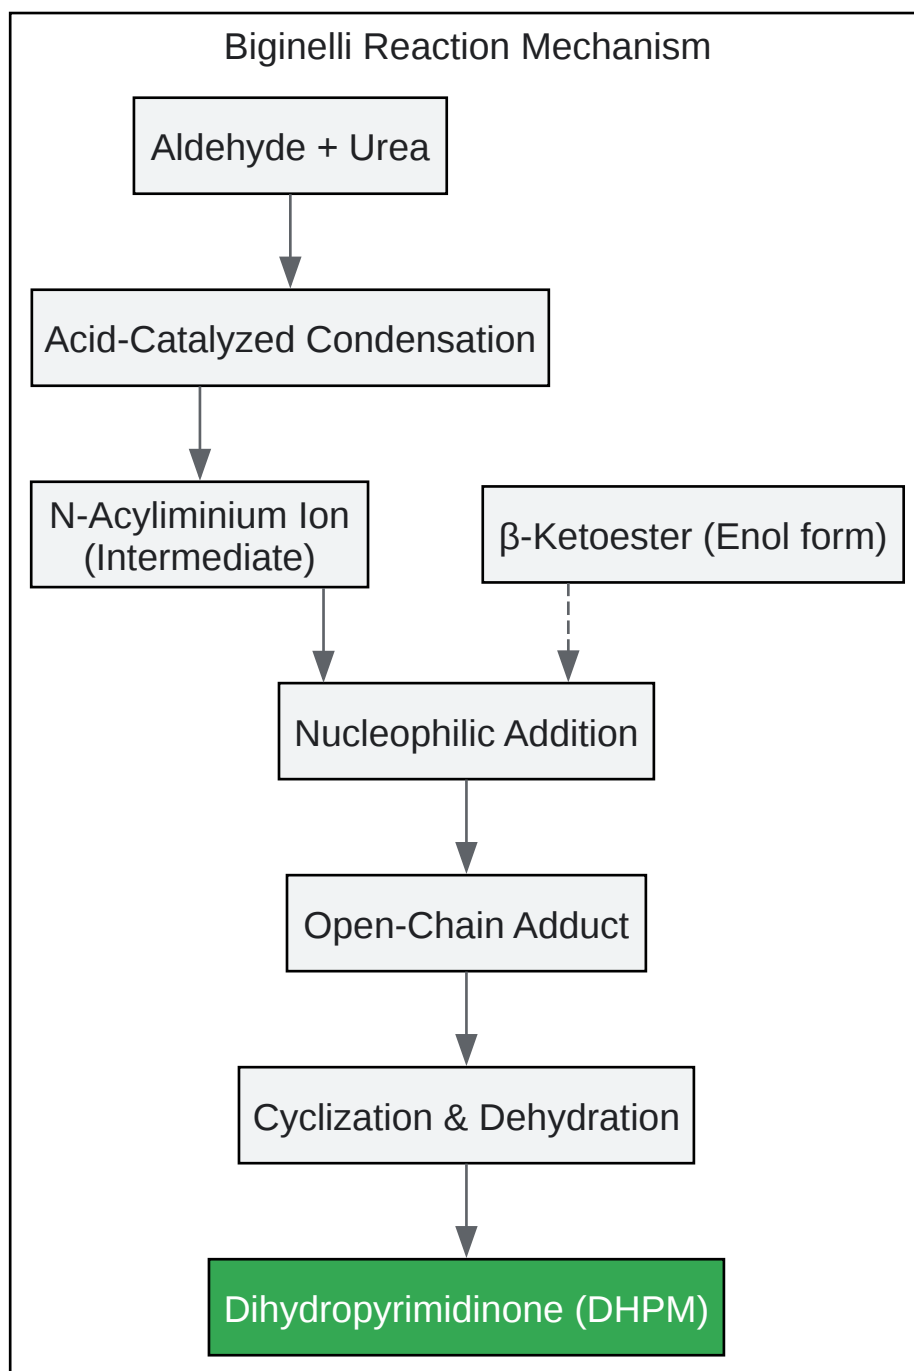 Biginelli Reaction Mechanism
Aldehyde + Urea
Acid-Catalyzed Condensation
N-Acyliminium Ion
(Intermediate)
β-Ketoester (Enol form)
Nucleophilic Addition
Open-Chain Adduct
Cyclization & Dehydration
Dihydropyrimidinone (DHPM)